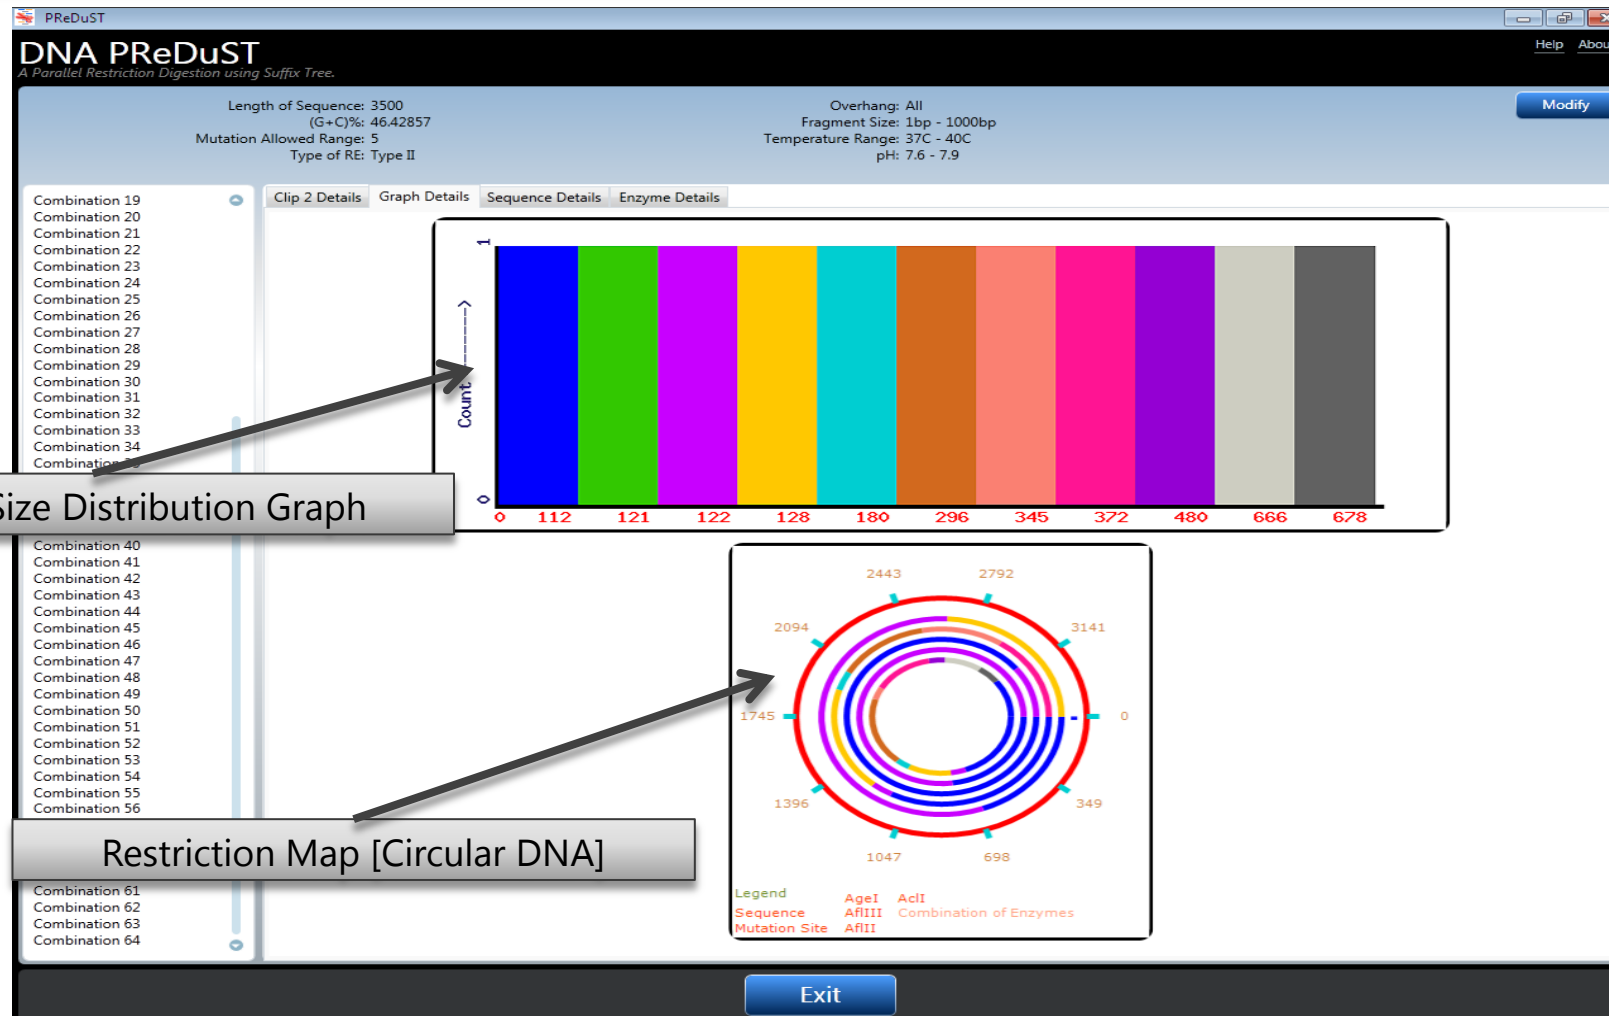 PReDuST
DNA PReDuST
A Parallel Restriction Digestion using Suffix Tree.
Help Abou
Length of Sequence: 3500
(G+C)%: 46.42857
Mutation Allowed Range: 5
Type of RE: Type II
Overhang: All
Fragment Size: 1bp - 1000bp
Temperature Range: 37C - 40C
pH: 7.6 - 7.9
Modify
Combination 19
Combination 20
Combination 21
Combination 22
Combination 23
Combination 24
Combination 25
Combination 26
Combination 27
Combination 28
Combination 29
Combination 30
Combination 31
Combination 32
Combination 33
Combination 34
Combination
Size Distribution Graph
Combination 40
Combination 41
Combination 42
Combination 43
Combination 44
Combination 45
Combination 46
Combination 47
Combination 48
Combination 49
Combination 50
Combination 51
Combination 52
Combination 53
Combination 54
Combination 55
Combination 56
Restriction Map [Circular DNA]
Combination 61
Combination 62
Combination 63
Combination 64
Clip 2 Details Graph Details Sequence Details Enzyme Details
1
Count -------->
0
0 112 121 122 128 180 296 345 372 480 666 678
2443 2792
2094 3141
1745 0
1396 349
1047 698
Legend AgeI AclI
Sequence AflIII Combination of Enzymes
Mutation Site AflII
Exit